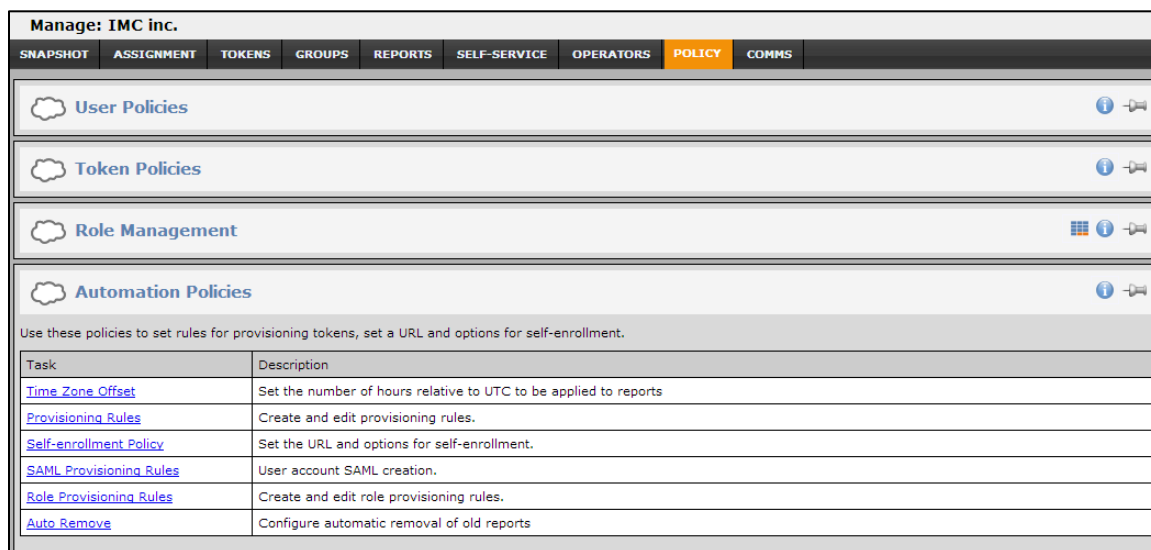 Manage: IMC inc.
SNAPSHOT ASSIGNMENT TOKENS GROUPS REPORTS SELF-SERVICE OPERATORS POLICY COMMS
User Policies
Token Policies
Role Management
Automation Policies
Use these policies to set rules for provisioning tokens, set a URL and options for self-enrollment.
Task Description
Time Zone Offset Set the number of hours relative to UTC to be applied to reports
Provisioning Rules Create and edit provisioning rules.
Self-enrollment Policy Set the URL and options for self-enrollment.
SAML Provisioning Rules User account SAML creation.
Role Provisioning Rules Create and edit role provisioning rules.
Auto Remove Configure automatic removal of old reports